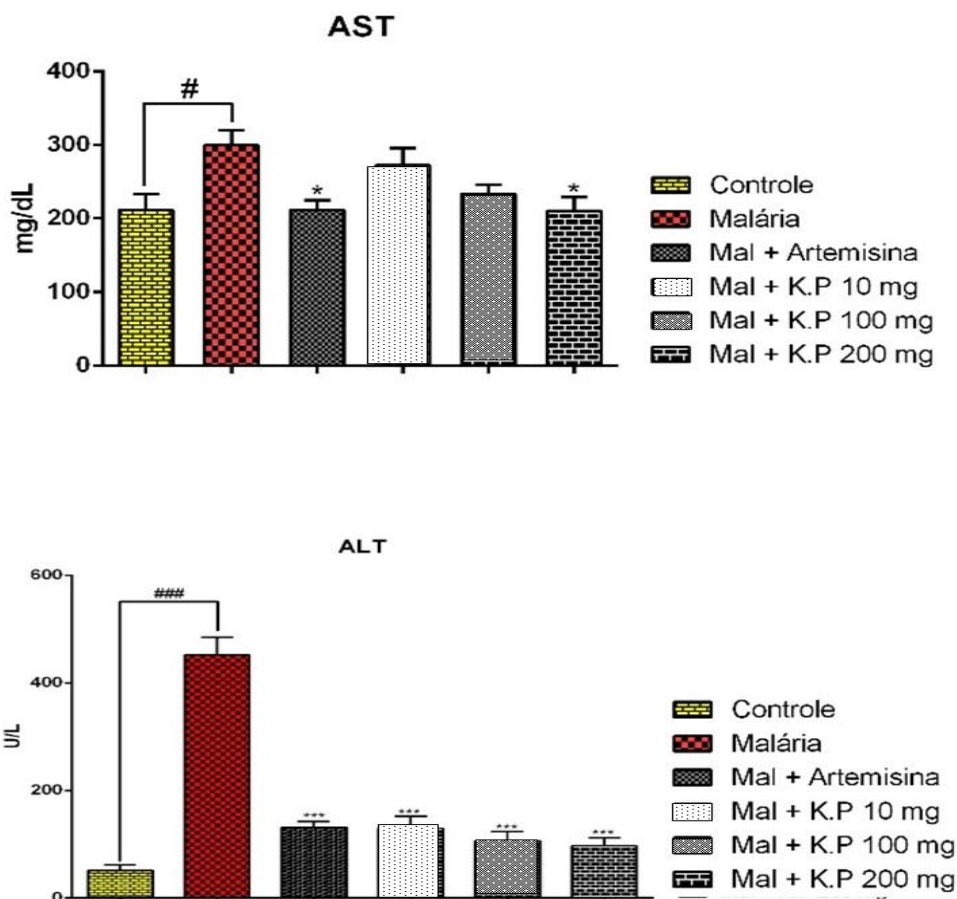 AST
400
#
300
*
*
mg/dL
200
100
0
Controle
Malária
Mal + Artemisina
Mal + K.P 10 mg
Mal + K.P 100 mg
Mal + K.P 200 mg
ALT
600
###
400
U/L
200
***
***
***
***
0
Controle
Malária
Mal + Artemisina
Mal + K.P 10 mg
Mal + K.P 100 mg
Mal + K.P 200 mg